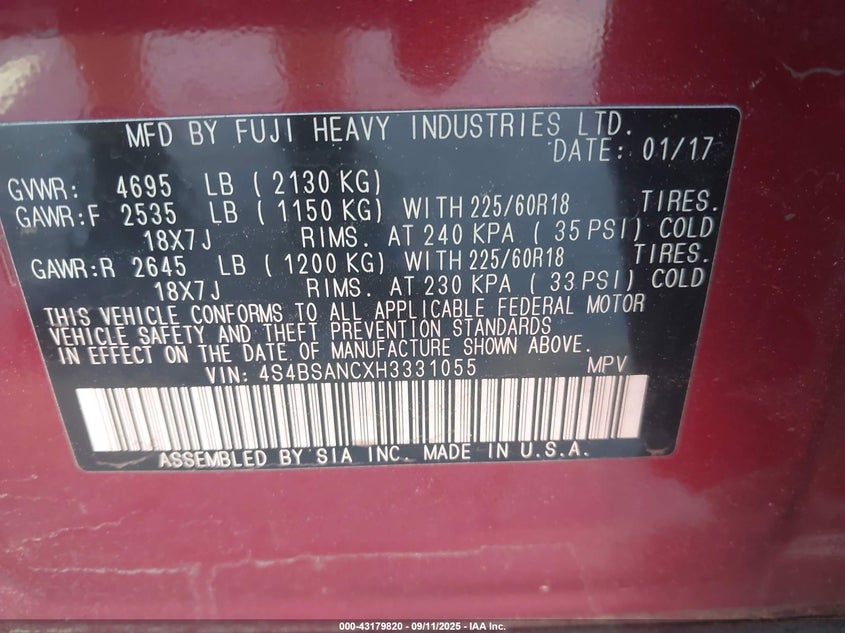 MFD BY FUJI HEAVY INDUSTRIES LTD.
DATE: 01/17
GVWR: 4695 LB ( 2130 KG)
GAWR:F 2535 LB ( 1150 KG) WITH 225/60R18 TIRES.
18X7J RIMS. AT 240 KPA ( 35 PSI) COLD
GAWR:R 2645 LB ( 1200 KG) WITH 225/60R18 TIRES.
18X7J RIMS. AT 230 KPA ( 33 PSI) COLD
THIS VEHICLE CONFORMS TO ALL APPLICABLE FEDERAL MOTOR
VEHICLE SAFETY AND THEFT PREVENTION STANDARDS
IN EFFECT ON THE DATE OF MANUFACTURE SHOWN ABOVE.
VIN: 4S4BSANCXH3331055 MPV
ASSEMBLED BY SIA INC. MADE IN U.S.A.
000-43179820 - 09/11/2025 - IAA Inc.